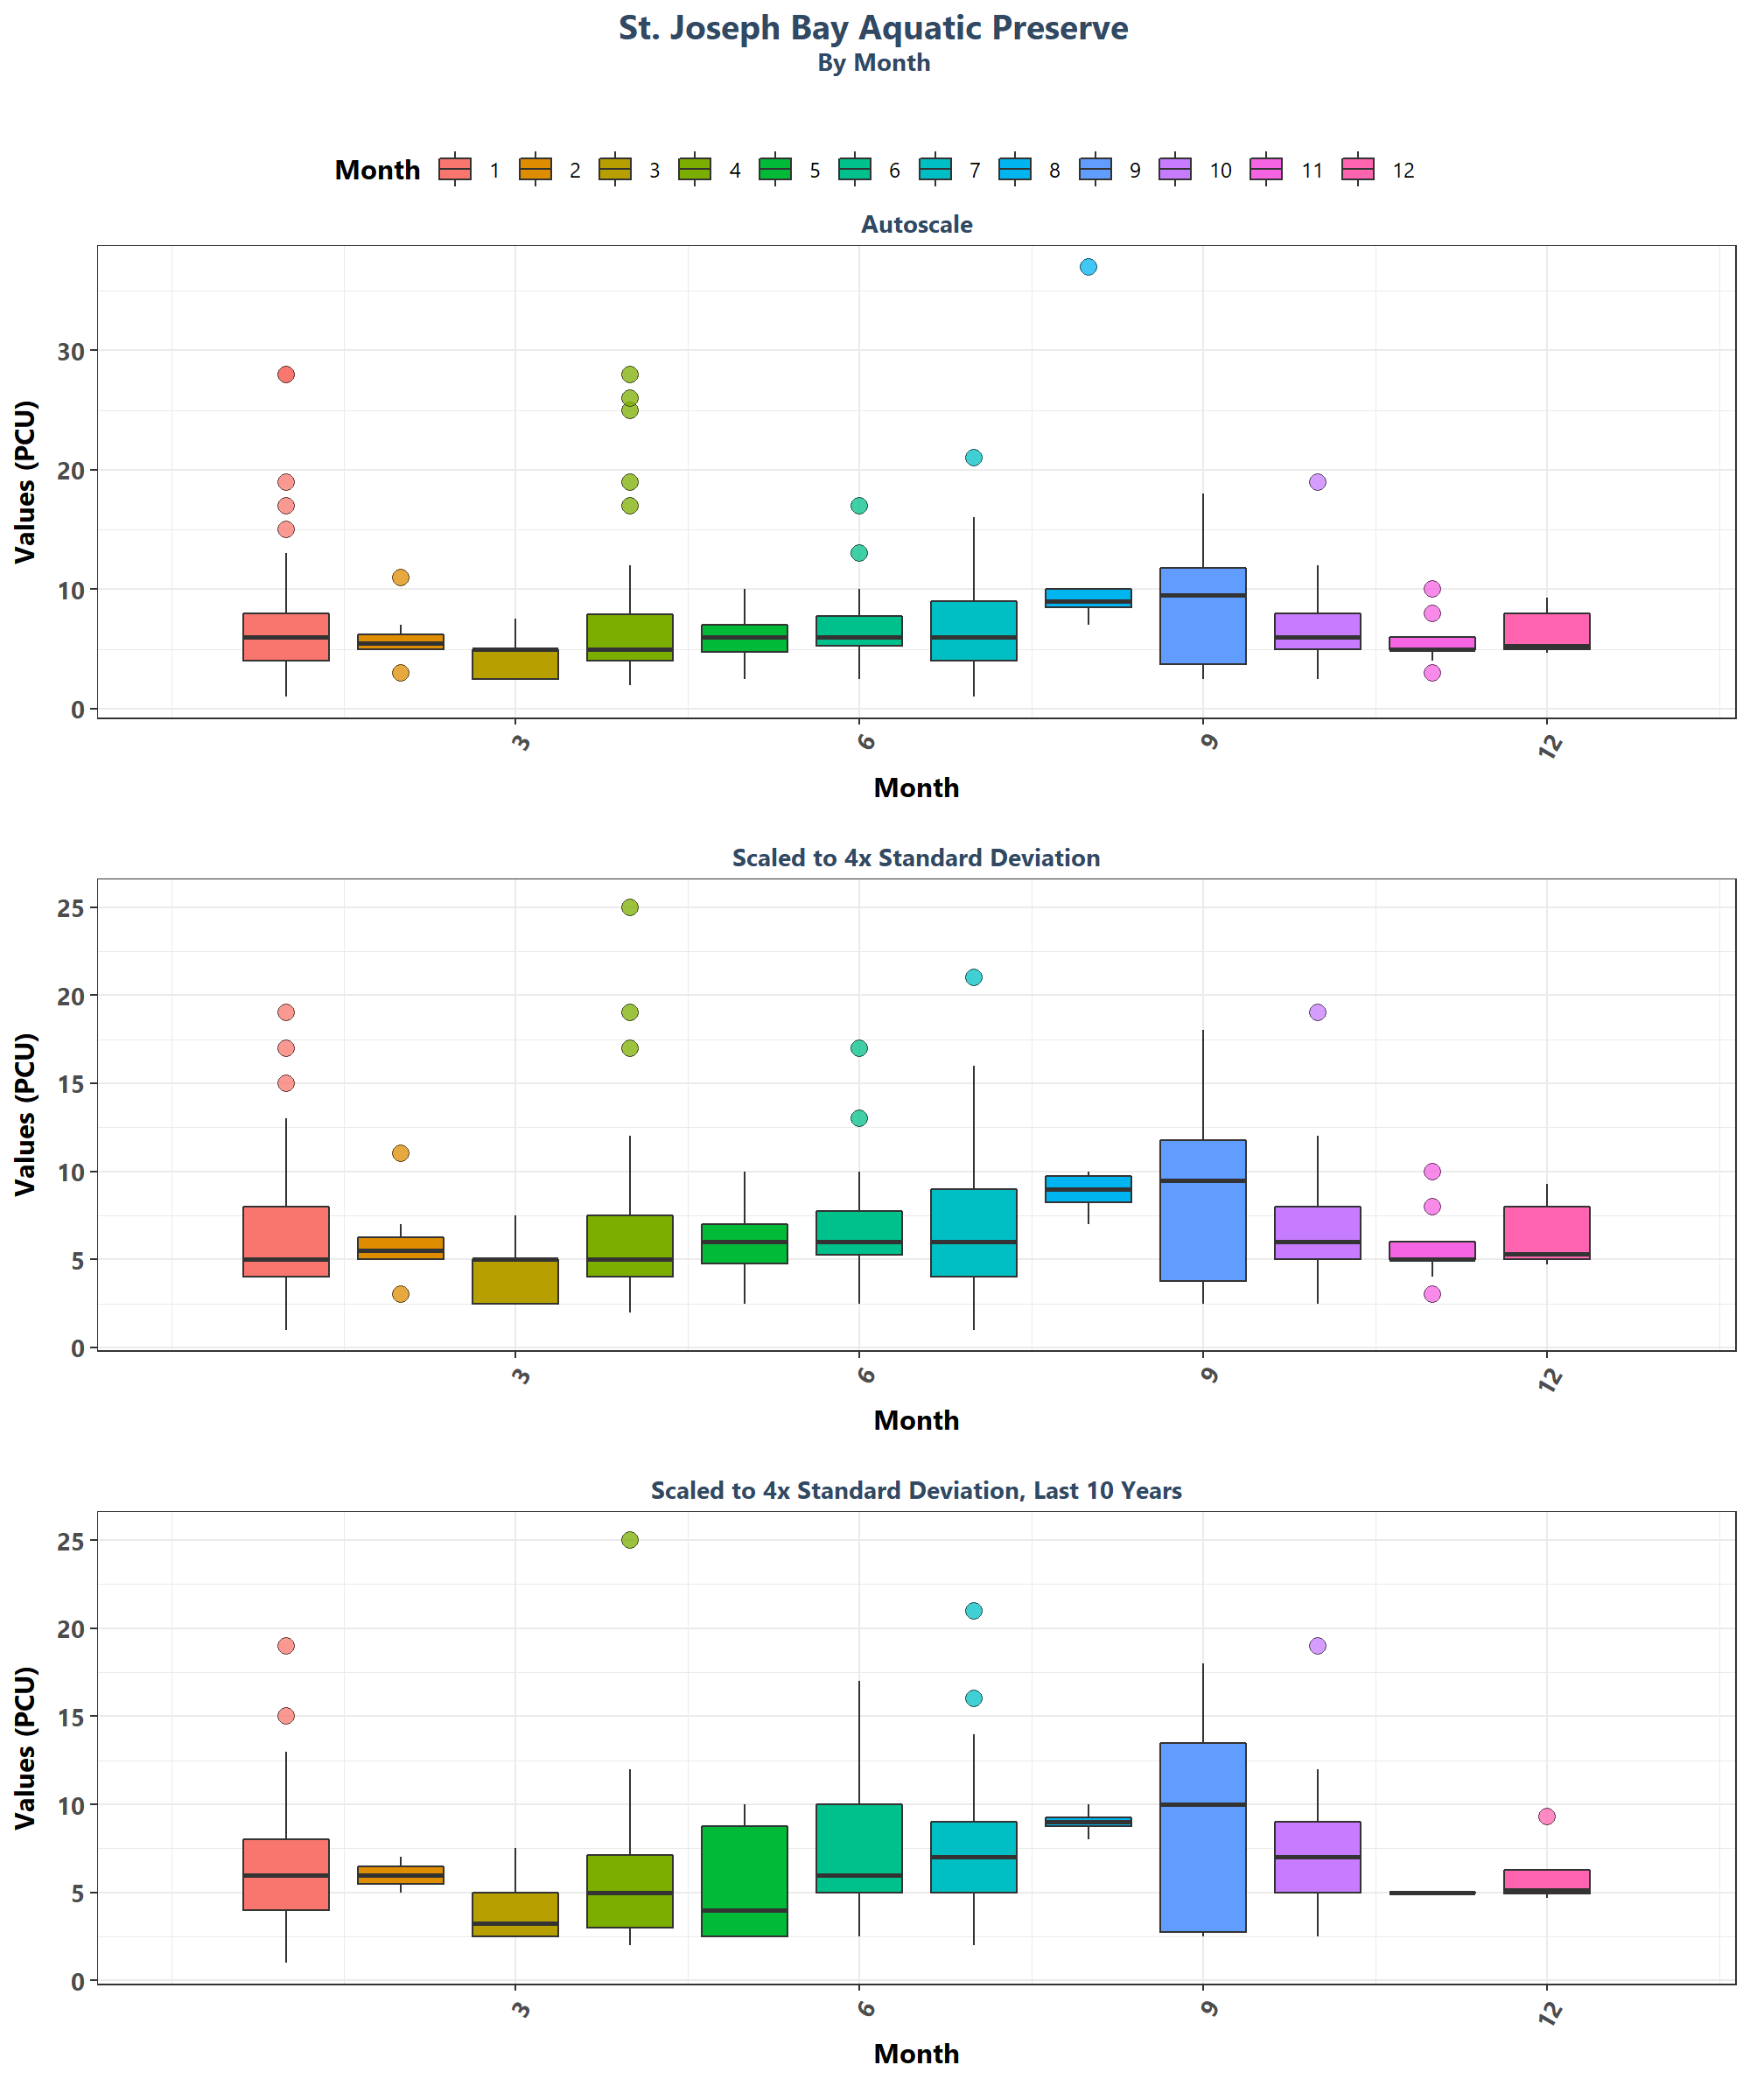 St. Joseph Bay Aquatic Preserve
By Month
Month 1 2 3 4 5 6 7 8 9 10 11 12
Autoscale
Values (PCU)
30
20
10
0
3 6 9 12
Month
Scaled to 4x Standard Deviation
Values (PCU)
25
20
15
10
5
0
3 6 9 12
Month
Scaled to 4x Standard Deviation, Last 10 Years
Values (PCU)
25
20
15
10
5
0
3 6 9 12
Month